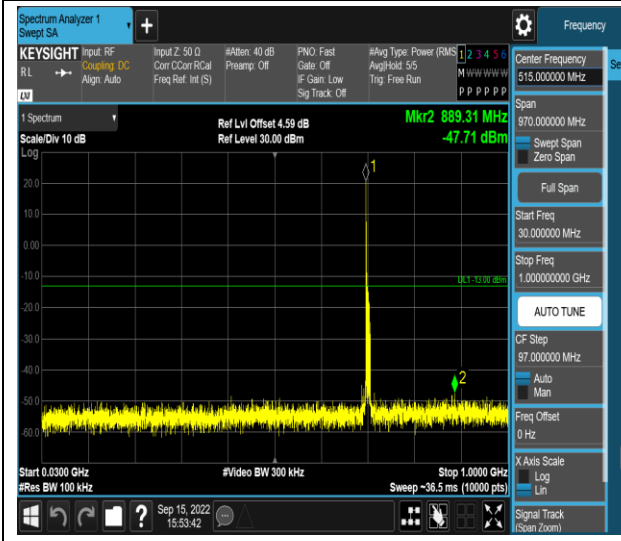 Spectrum Analyzer 1
Swept SA
Frequency
KEYSIGHT
RL
LXI
Input: RF
Coupling: DC
Align: Auto
Input Z: 50 Ω
Corr CCorr RCal
Freq Ref: Int (S)
#Atten: 40 dB
Preamp: Off
PNO: Fast
Gate: Off
IF Gain: Low
Sig Track: Off
#Avg Type: Power (RMS
Avg|Hold: 5/5
Trig: Free Run
1 2 3 4 5 6
M W W W W W
P P P P P P
1 Spectrum
Scale/Div 10 dB
Log
Ref Lvl Offset 4.59 dB
Ref Level 30.00 dBm
Mkr2 889.31 MHz
-47.71 dBm
1
20.0
10.0
0.00
-10.0
DL1 -13.00 dBm
-20.0
-30.0
-40.0
2
-50.0
-60.0
Start 0.0300 GHz
#Video BW 300 kHz
Stop 1.0000 GHz
#Res BW 100 kHz
Sweep ~36.5 ms (10000 pts)
?
Sep 15, 2022
15:53:42
Center Frequency
515.000000 MHz
Se
Span
970.000000 MHz
Swept Span
Zero Span
Full Span
Start Freq
30.000000 MHz
Stop Freq
1.000000000 GHz
AUTO TUNE
CF Step
97.000000 MHz
Auto
Man
Freq Offset
0 Hz
X Axis Scale
Log
Lin
Signal Track
(Span Zoom)